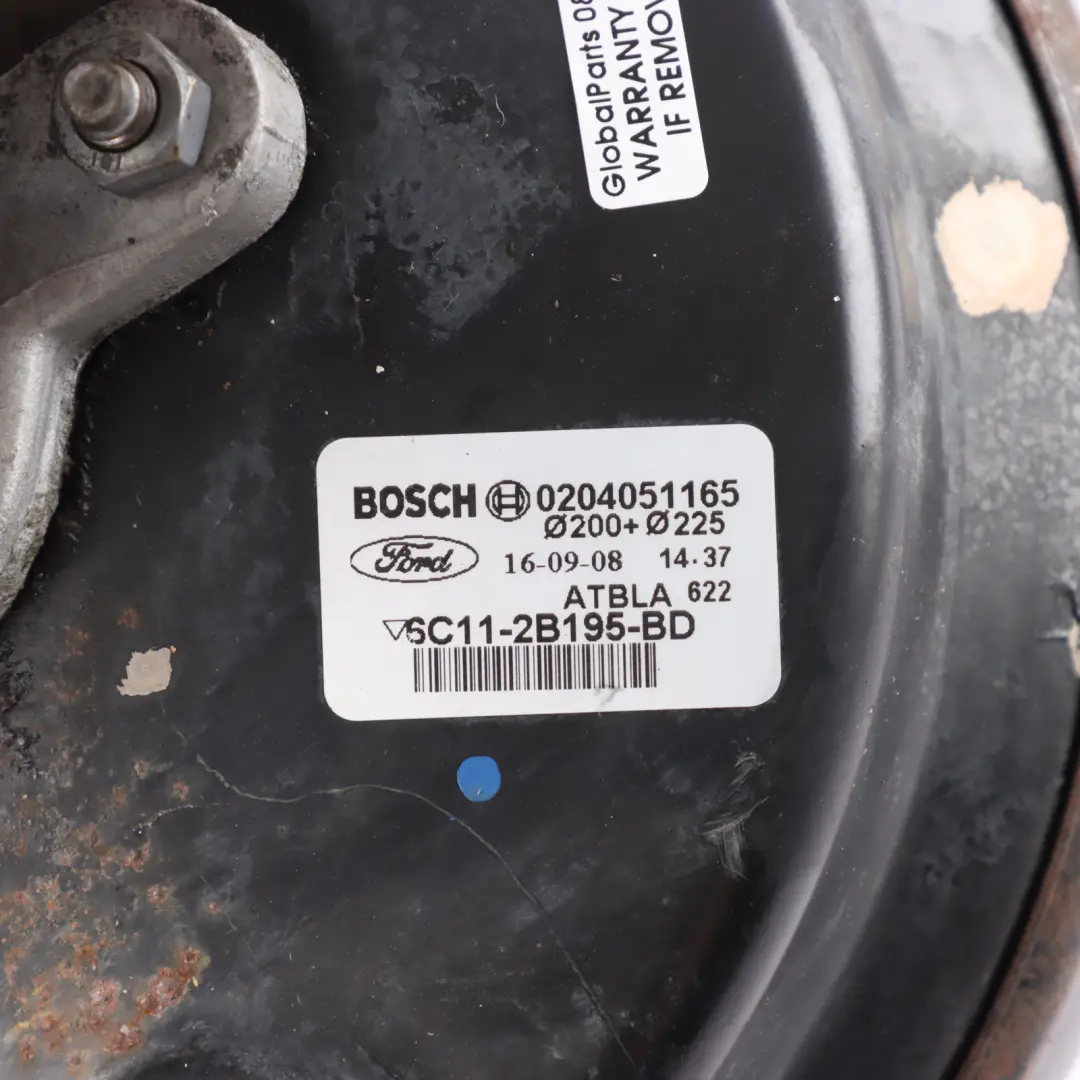 GlobalParts 08
WARRANTY
IF REMOV
BOSCH 0204051165
Ø200+Ø225
Ford 16-09-08 14.37
ATBLA 622
6C11-2B195-BD